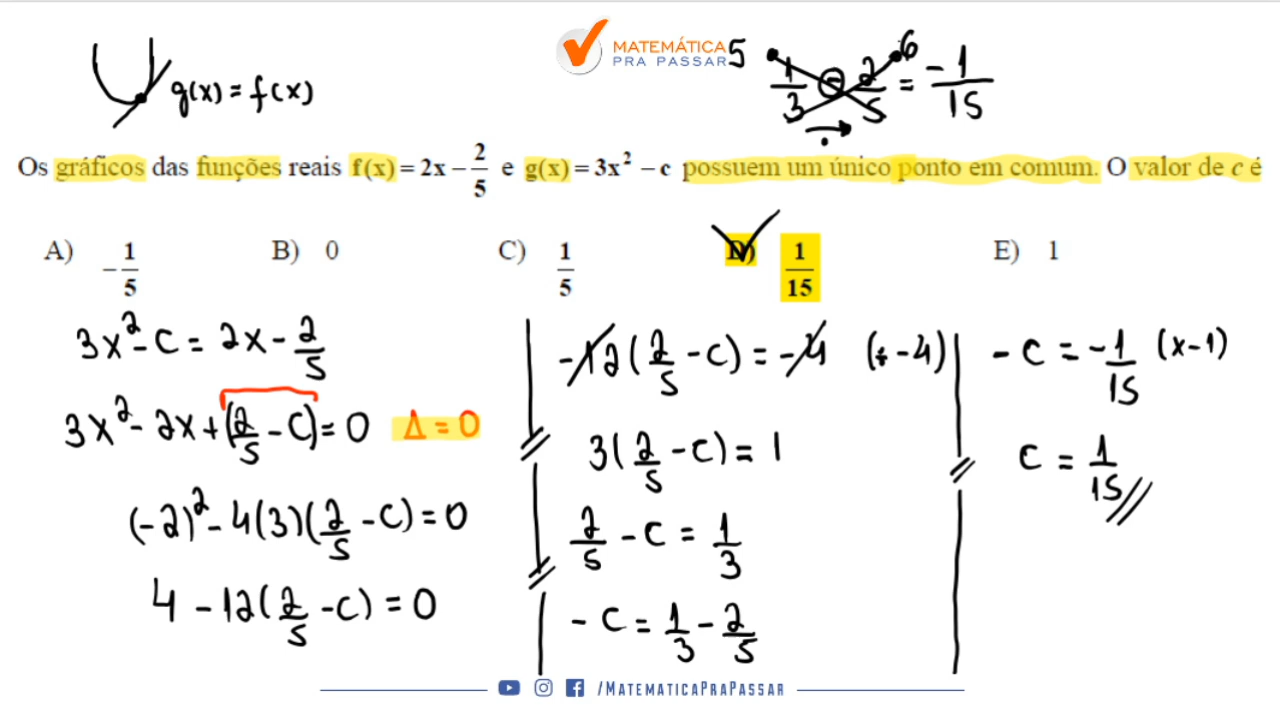 g(x) = f(x)
MATEMÁTICA
PRA PASSAR
5 6
1/3 - 2/5 = -1/15
Os gráficos das funções reais f(x) = 2x − 2/5 e g(x) = 3x² − c possuem um único ponto em comum. O valor de c é
A) −1/5 B) 0 C) 1/5 D) 1/15 E) 1
3x² - c = 2x - 2/5
3x² - 2x + (2/5 - c) = 0 Δ = 0
(-2)² - 4(3)(2/5 - c) = 0
4 - 12(2/5 - c) = 0
-12(2/5 - c) = -4 (÷ -4)
3(2/5 - c) = 1
2/5 - c = 1/3
- c = 1/3 - 2/5
- c = -1/15 (x -1)
c = 1/15 //
/MATEMATICAPRAPASSAR